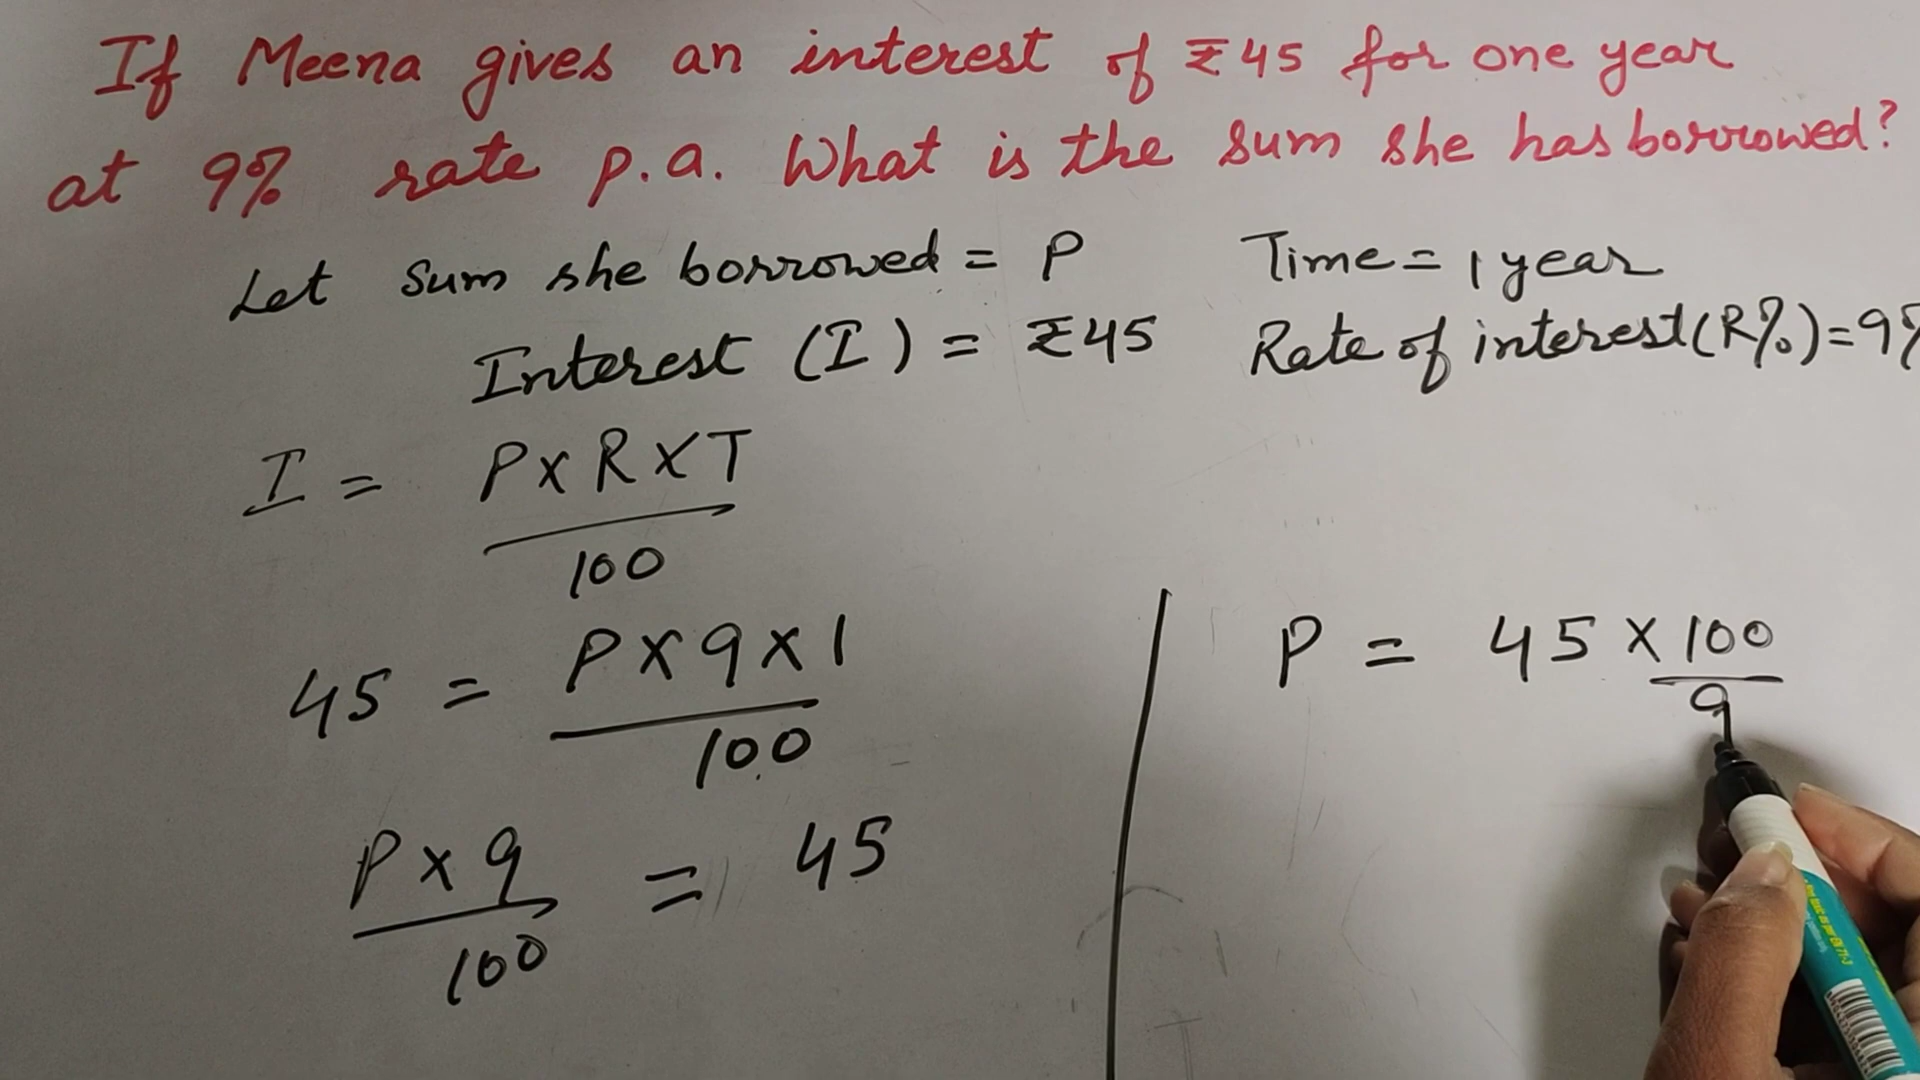 If Meena gives an interest of ₹45 for one year
at 9% rate p.a. What is the sum she has borrowed?
Let Sum she borrowed = P Time = 1 year
Interest (I) = ₹45 Rate of interest (R%) = 9%
I = P×R×T
100
45 = P×9×1
100
P×9 = 45
100
P = 45 × 100
9